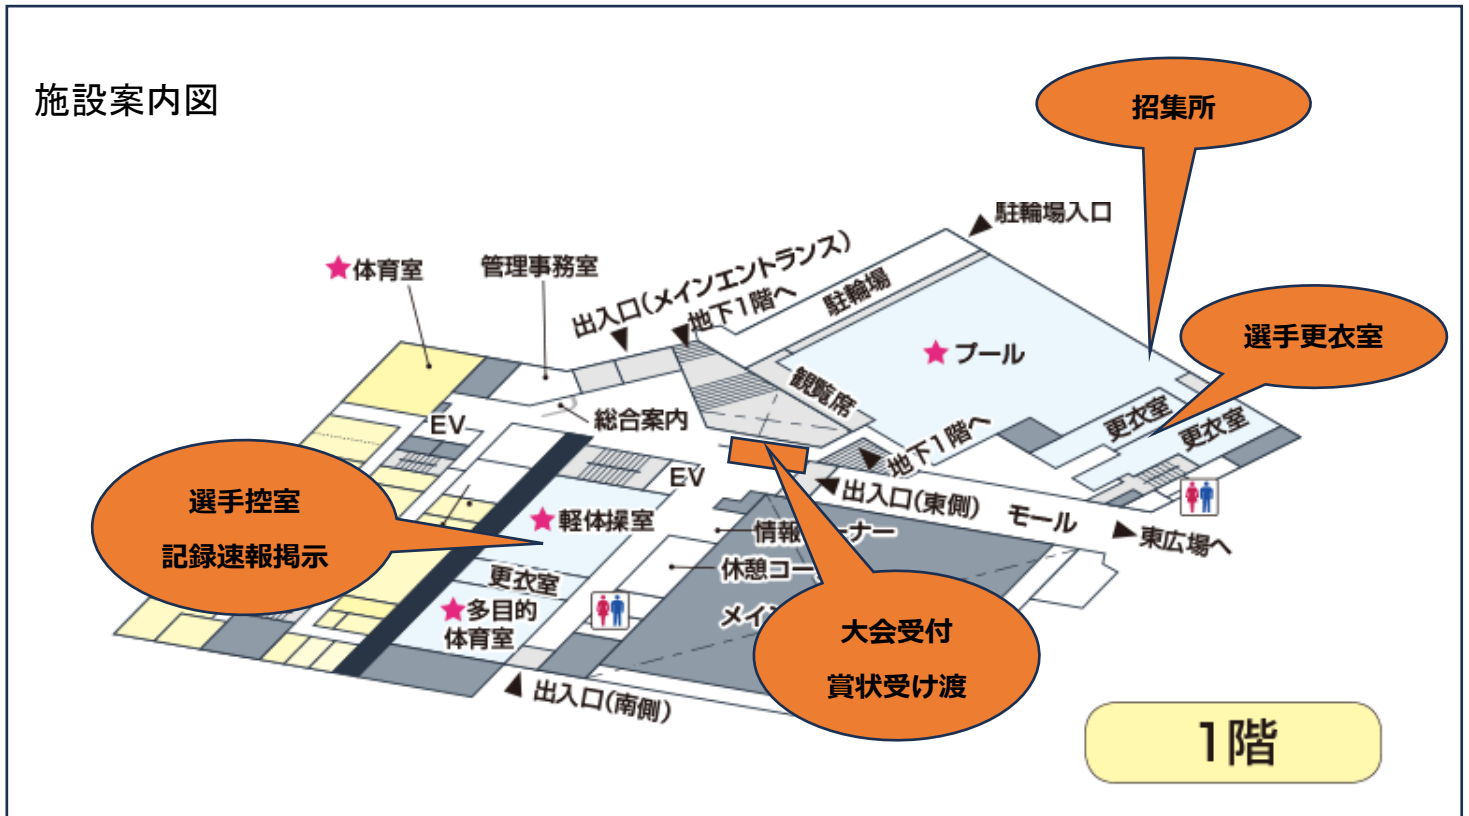 施設案内図
招集所
駐輪場入口
出入口(メインエントランス)
地下1階へ
駐輪場
★体育室
管理事務室
選手更衣室
★プール
観覧席
総合案内
EV
更衣室
更衣室
地下1階へ
EV
選手控室
記録速報掲示
出入口(東側)
モール
東広場へ
★軽体操室
情報 ーナー
休憩コー
更衣室
★多目的
体育室
メイ
大会受付
賞状受け渡
出入口(南側)
1階